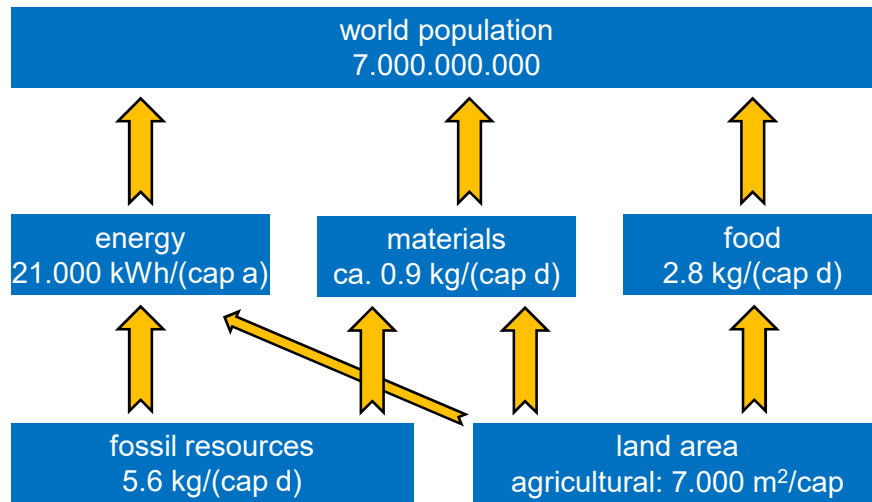 world population
7.000.000.000
energy
21.000 kWh/(cap a)
materials
ca. 0.9 kg/(cap d)
food
2.8 kg/(cap d)
fossil resources
5.6 kg/(cap d)
land area
agricultural: 7.000 m²/cap